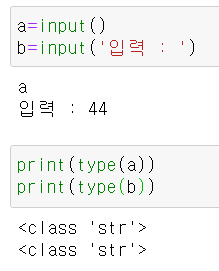 a=input()
b=input('입력 : ')
a
입력 : 44
print(type(a))
print(type(b))
<class 'str'>
<class 'str'>